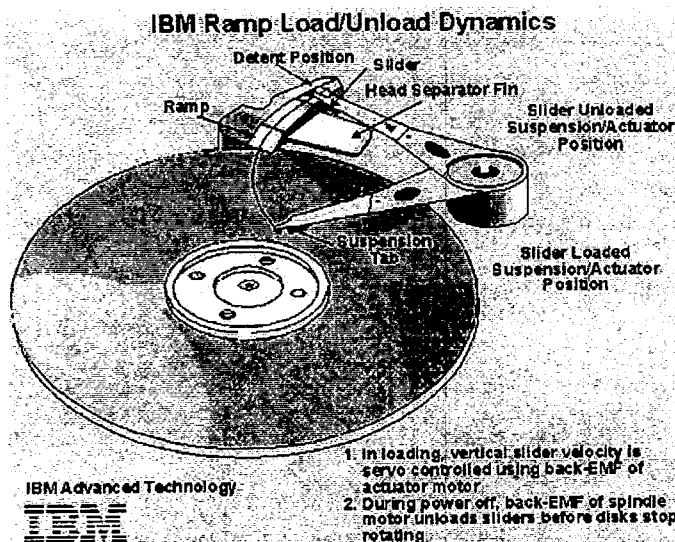 IBM Ramp Load/Unload Dynamics
Detent Position
Slider
Head Separator Fin
Ramp
Slider Unloaded
Suspension/Actuator
Position
Suspension
Tab
Slider Loaded
Suspension/Actuator
Position
1. In loading, vertical slider velocity is
servo controlled using back-EMF of
actuator motor
2. During power off, back-EMF of spindle
motor unloads sliders before disks stop
rotating
IBM Advanced Technology
IBM